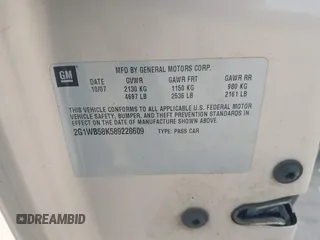 GM
MFD BY GENERAL MOTORS CORP.
DATE GVWR GAWR FRT GAWR RR
10/07 2130 KG 1150 KG 980 KG
4697 LB 2536 LB 2161 LB
THIS VEHICLE CONFORMS TO ALL APPLICABLE U.S. FEDERAL MOTOR
VEHICLE SAFETY, BUMPER, AND THEFT PREVENTION STANDARDS
IN EFFECT ON THE DATE OF MANUFACTURE SHOWN ABOVE.
2G1WB58K589228609 TYPE: PASS CAR
DREAMBID